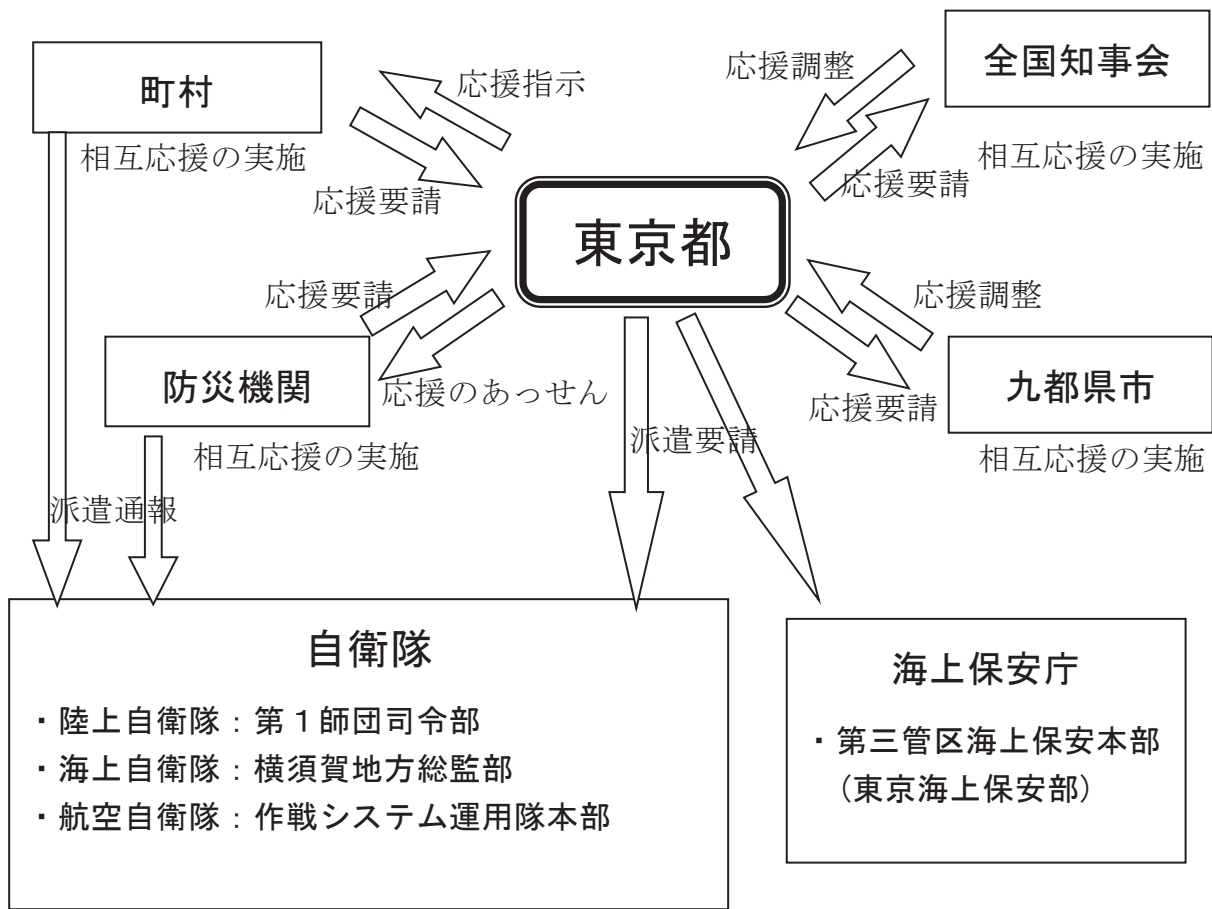 町村
応援指示
応援調整
全国知事会
相互応援の実施
応援要請
応援要請
相互応援の実施
東京都
応援要請
応援調整
防災機関
応援のあっせん
九都県市
応援要請
相互応援の実施
派遣要請
相互応援の実施
派遣通報
自衛隊
・陸上自衛隊：第１師団司令部
・海上自衛隊：横須賀地方総監部
・航空自衛隊：作戦システム運用隊本部
海上保安庁
・第三管区海上保安本部
（東京海上保安部）